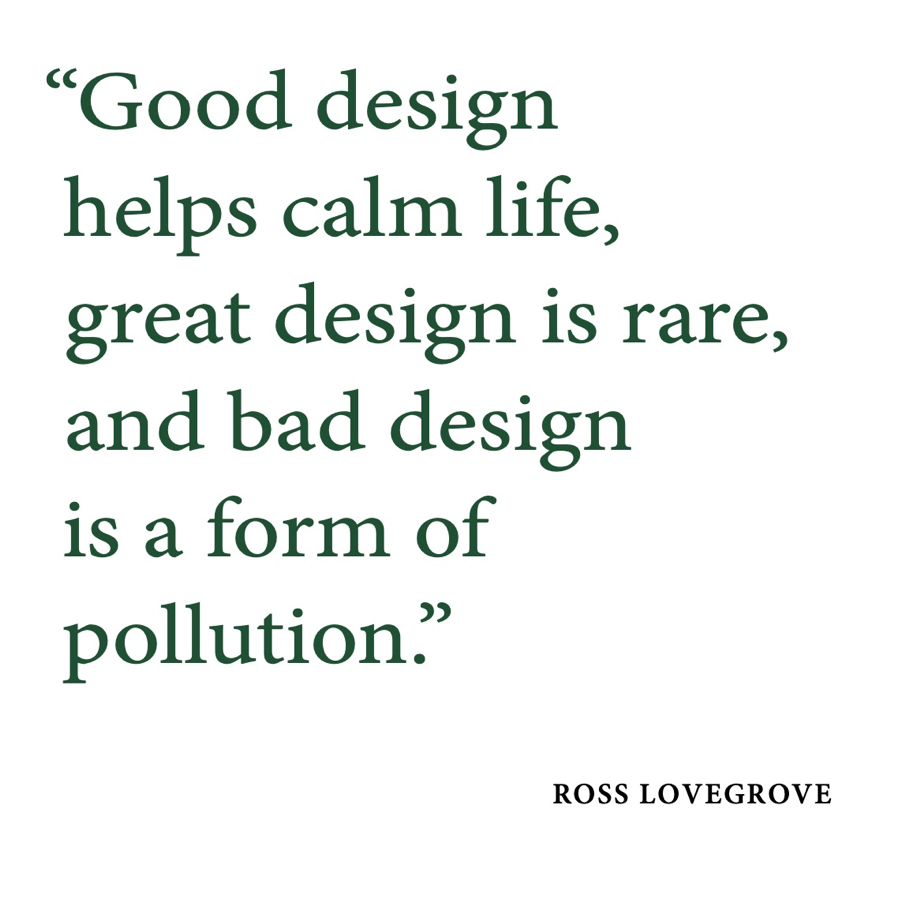 “Good design
helps calm life,
great design is rare,
and bad design
is a form of
pollution.”
ROSS LOVEGROVE